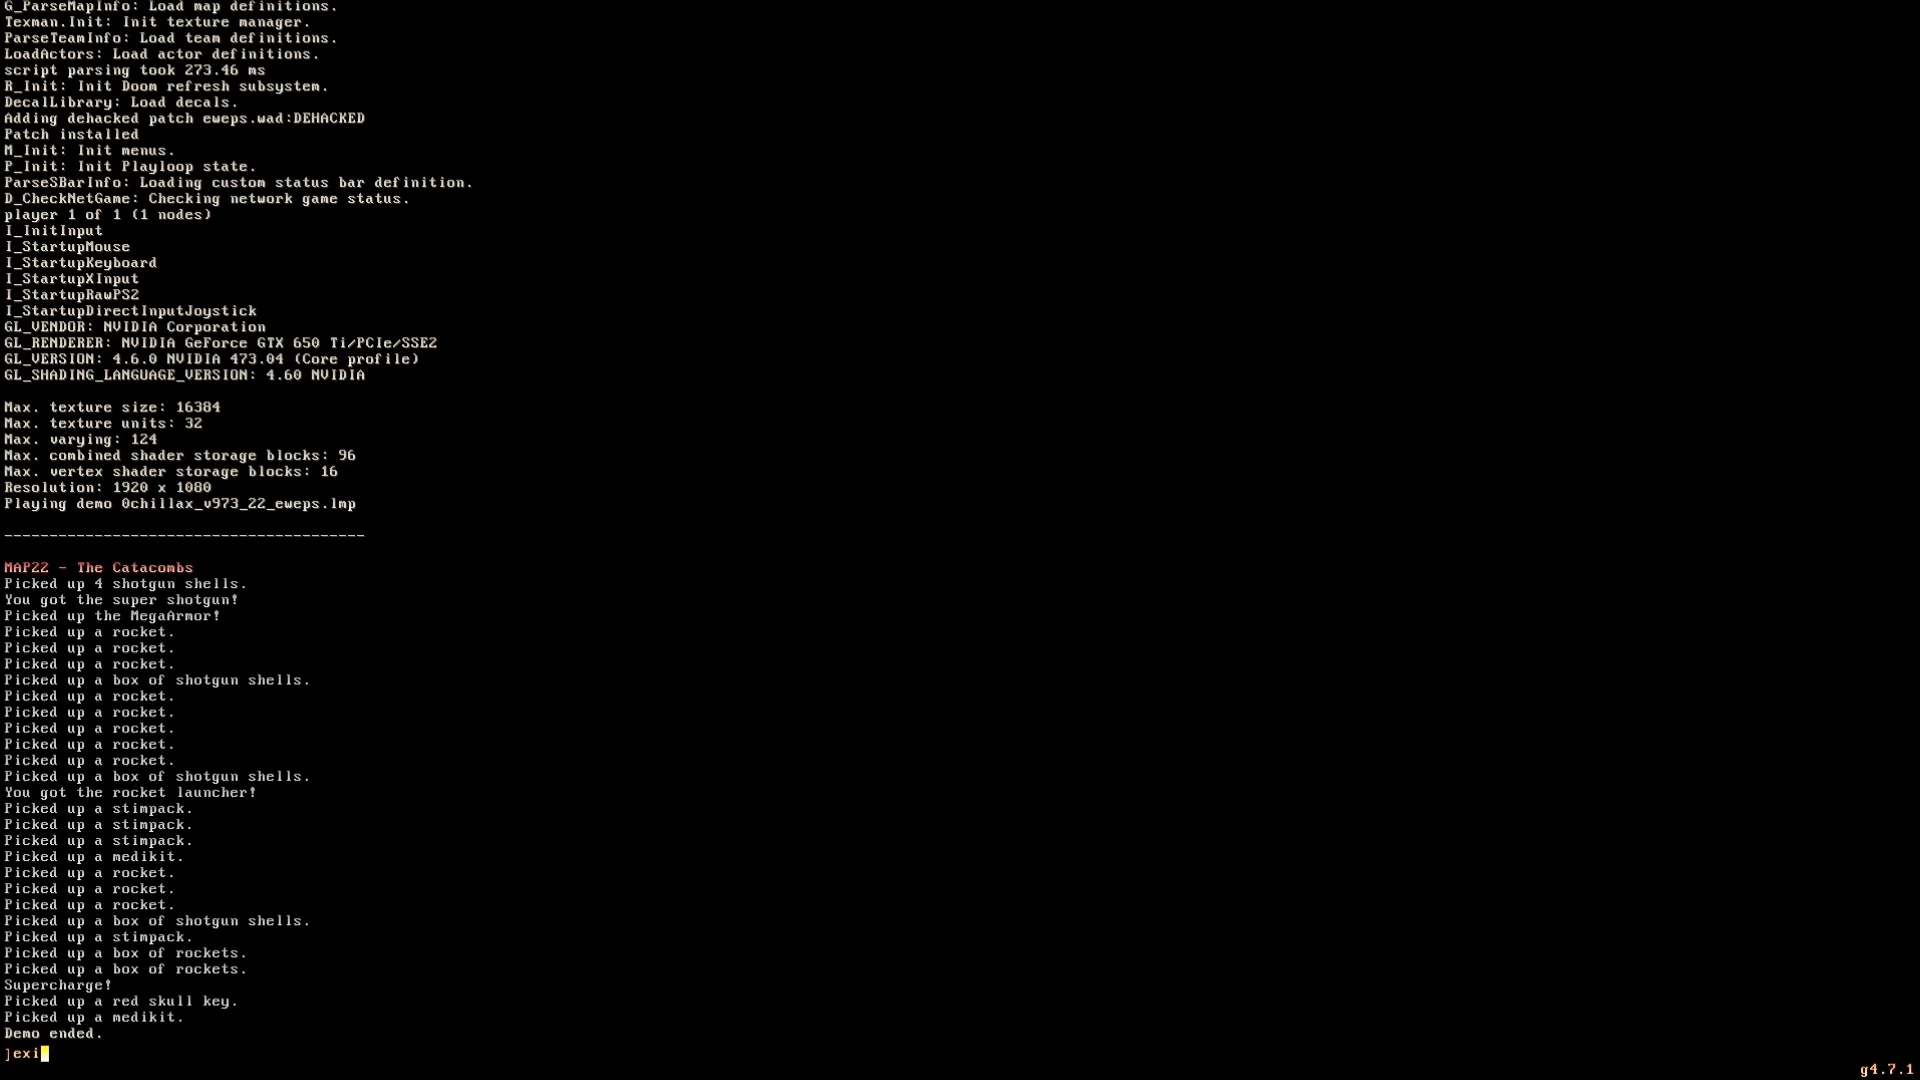 G_ParseMapInfo: Load map definitions.
Texman.Init: Init texture manager.
ParseTeamInfo: Load team definitions.
LoadActors: Load actor definitions.
script parsing took 273.46 ms
R_Init: Init Doom refresh subsystem.
DecalLibrary: Load decals.
Adding dehacked patch eweps.wad:DEHACKED
Patch installed
M_Init: Init menus.
P_Init: Init Playloop state.
ParseSBarInfo: Loading custom status bar definition.
D_CheckNetGame: Checking network game status.
player 1 of 1 (1 nodes)
I_InitInput
I_StartupMouse
I_StartupKeyboard
I_StartupXInput
I_StartupRawPS2
I_StartupDirectInputJoystick
GL_VENDOR: NVIDIA Corporation
GL_RENDERER: NVIDIA GeForce GTX 650 Ti/PCIe/SSE2
GL_VERSION: 4.6.0 NVIDIA 473.04 (Core profile)
GL_SHADING_LANGUAGE_VERSION: 4.60 NVIDIA
Max. texture size: 16384
Max. texture units: 32
Max. varying: 124
Max. combined shader storage blocks: 96
Max. vertex shader storage blocks: 16
Resolution: 1920 x 1080
Playing demo 0chillax_v973_22_eweps.lmp
----------------------------------------
MAP22 - The Catacombs
Picked up 4 shotgun shells.
You got the super shotgun!
Picked up the MegaArmor!
Picked up a rocket.
Picked up a rocket.
Picked up a rocket.
Picked up a box of shotgun shells.
Picked up a rocket.
Picked up a rocket.
Picked up a rocket.
Picked up a rocket.
Picked up a rocket.
Picked up a box of shotgun shells.
You got the rocket launcher!
Picked up a stimpack.
Picked up a stimpack.
Picked up a stimpack.
Picked up a medikit.
Picked up a rocket.
Picked up a rocket.
Picked up a rocket.
Picked up a box of shotgun shells.
Picked up a stimpack.
Picked up a box of rockets.
Picked up a box of rockets.
Supercharge!
Picked up a red skull key.
Picked up a medikit.
Demo ended.
]exi
g4.7.1